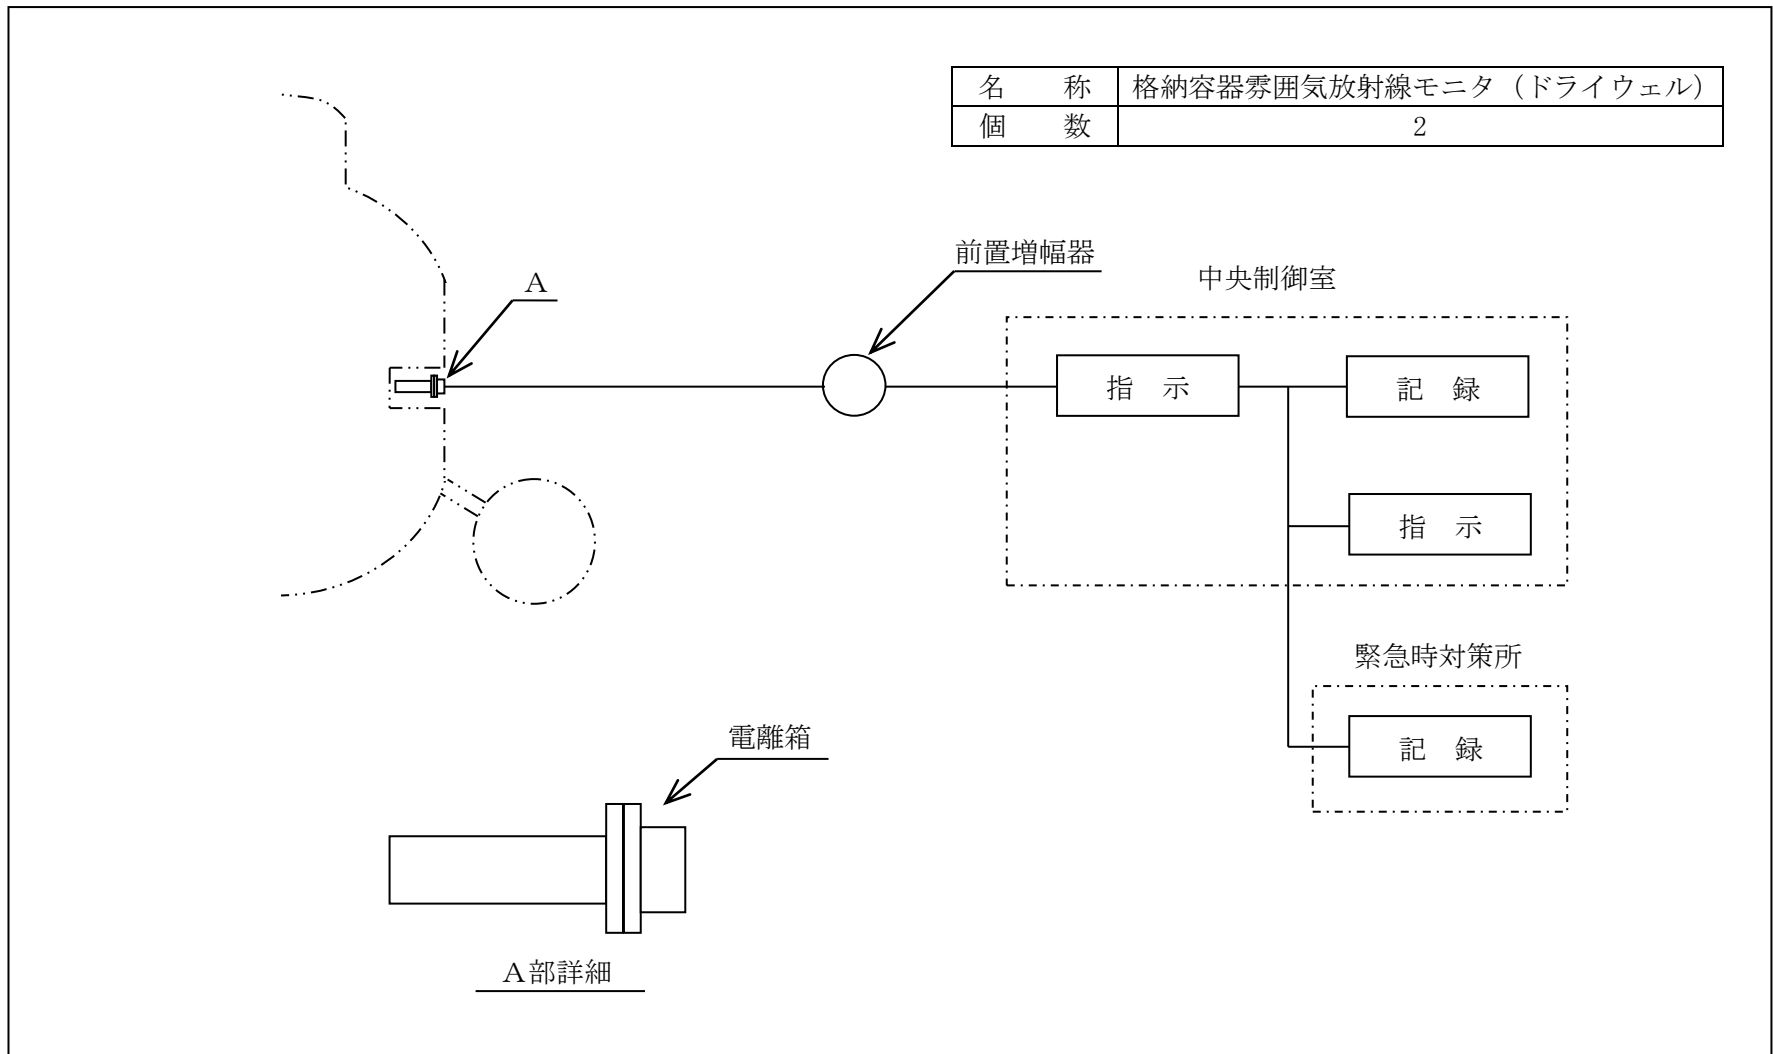 名　称 格納容器雰囲気放射線モニタ（ドライウェル）
個　数 2
前置増幅器
中央制御室
A
指　示
記　録
指　示
緊急時対策所
記　録
電離箱
A部詳細